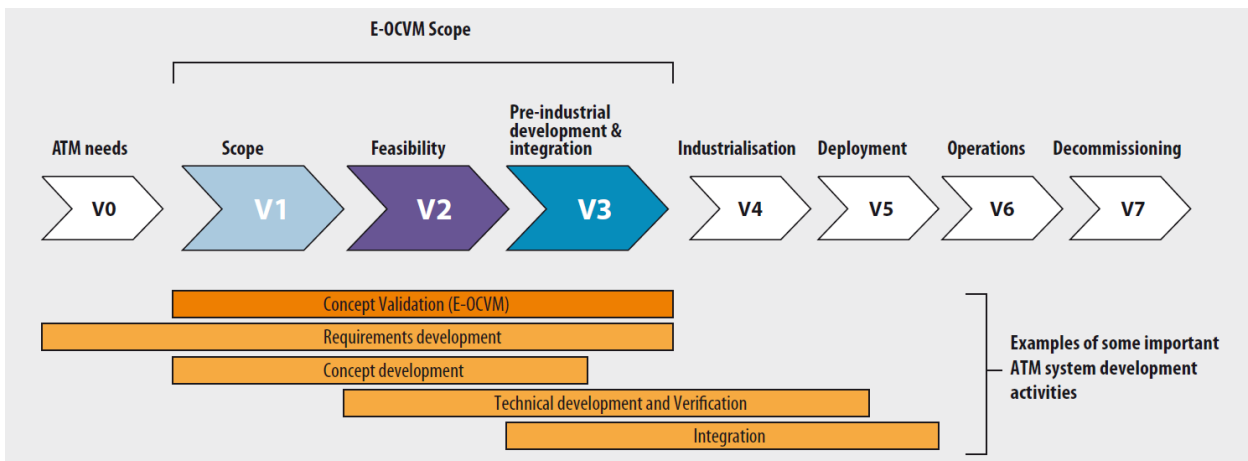 E-OCVM Scope
ATM needs
Scope
Feasibility
Pre-industrial
development &
integration
Industrialisation
Deployment
Operations
Decommissioning
V0
V1
V2
V3
V4
V5
V6
V7
Concept Validation (E-OCVM)
Requirements development
Concept development
Technical development and Verification
Integration
Examples of some important
ATM system development
activities